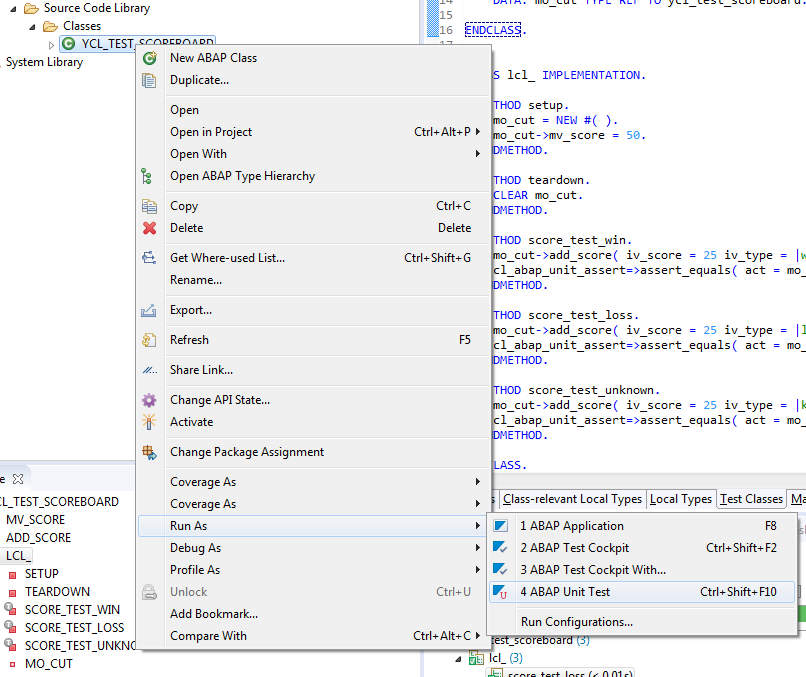 Source Code Library
Classes
YCL_TEST_SCOREBOARD
System Library
New ABAP Class
Duplicate...
Open
Open in Project Ctrl+Alt+P
Open With
Open ABAP Type Hierarchy
Copy Ctrl+C
Delete Delete
Get Where-used List... Ctrl+Shift+G
Rename...
Export...
Refresh F5
Share Link...
Change API State...
Activate
Change Package Assignment
Coverage As
Coverage As
Run As
Debug As
Profile As
Unlock Ctrl+U
Add Bookmark...
Compare With Ctrl+Alt+C
1 ABAP Application F8
2 ABAP Test Cockpit Ctrl+Shift+F2
3 ABAP Test Cockpit With...
4 ABAP Unit Test Ctrl+Shift+F10
Run Configurations...
14 DATA: mo_cut TYPE REF TO ycl_test_scoreboard.
15
16 ENDCLASS.
17
S lcl_ IMPLEMENTATION.
THOD setup.
mo_cut = NEW #( ).
mo_cut->mv_score = 50.
DMETHOD.
THOD teardown.
CLEAR mo_cut.
DMETHOD.
THOD score_test_win.
mo_cut->add_score( iv_score = 25 iv_type = |w
cl_abap_unit_assert=>assert_equals( act = mo_
DMETHOD.
THOD score_test_loss.
mo_cut->add_score( iv_score = 25 iv_type = |l
cl_abap_unit_assert=>assert_equals( act = mo_
DMETHOD.
THOD score_test_unknown.
mo_cut->add_score( iv_score = 25 iv_type = |k
cl_abap_unit_assert=>assert_equals( act = mo_
DMETHOD.
LASS.
s Class-relevant Local Types Local Types Test Classes Ma
e
CL_TEST_SCOREBOARD
MV_SCORE
ADD_SCORE
LCL_
SETUP
TEARDOWN
SCORE_TEST_WIN
SCORE_TEST_LOSS
SCORE_TEST_UNKNO
MO_CUT
test_scoreboard (3)
lcl_ (3)
score_test_loss (< 0.01s)